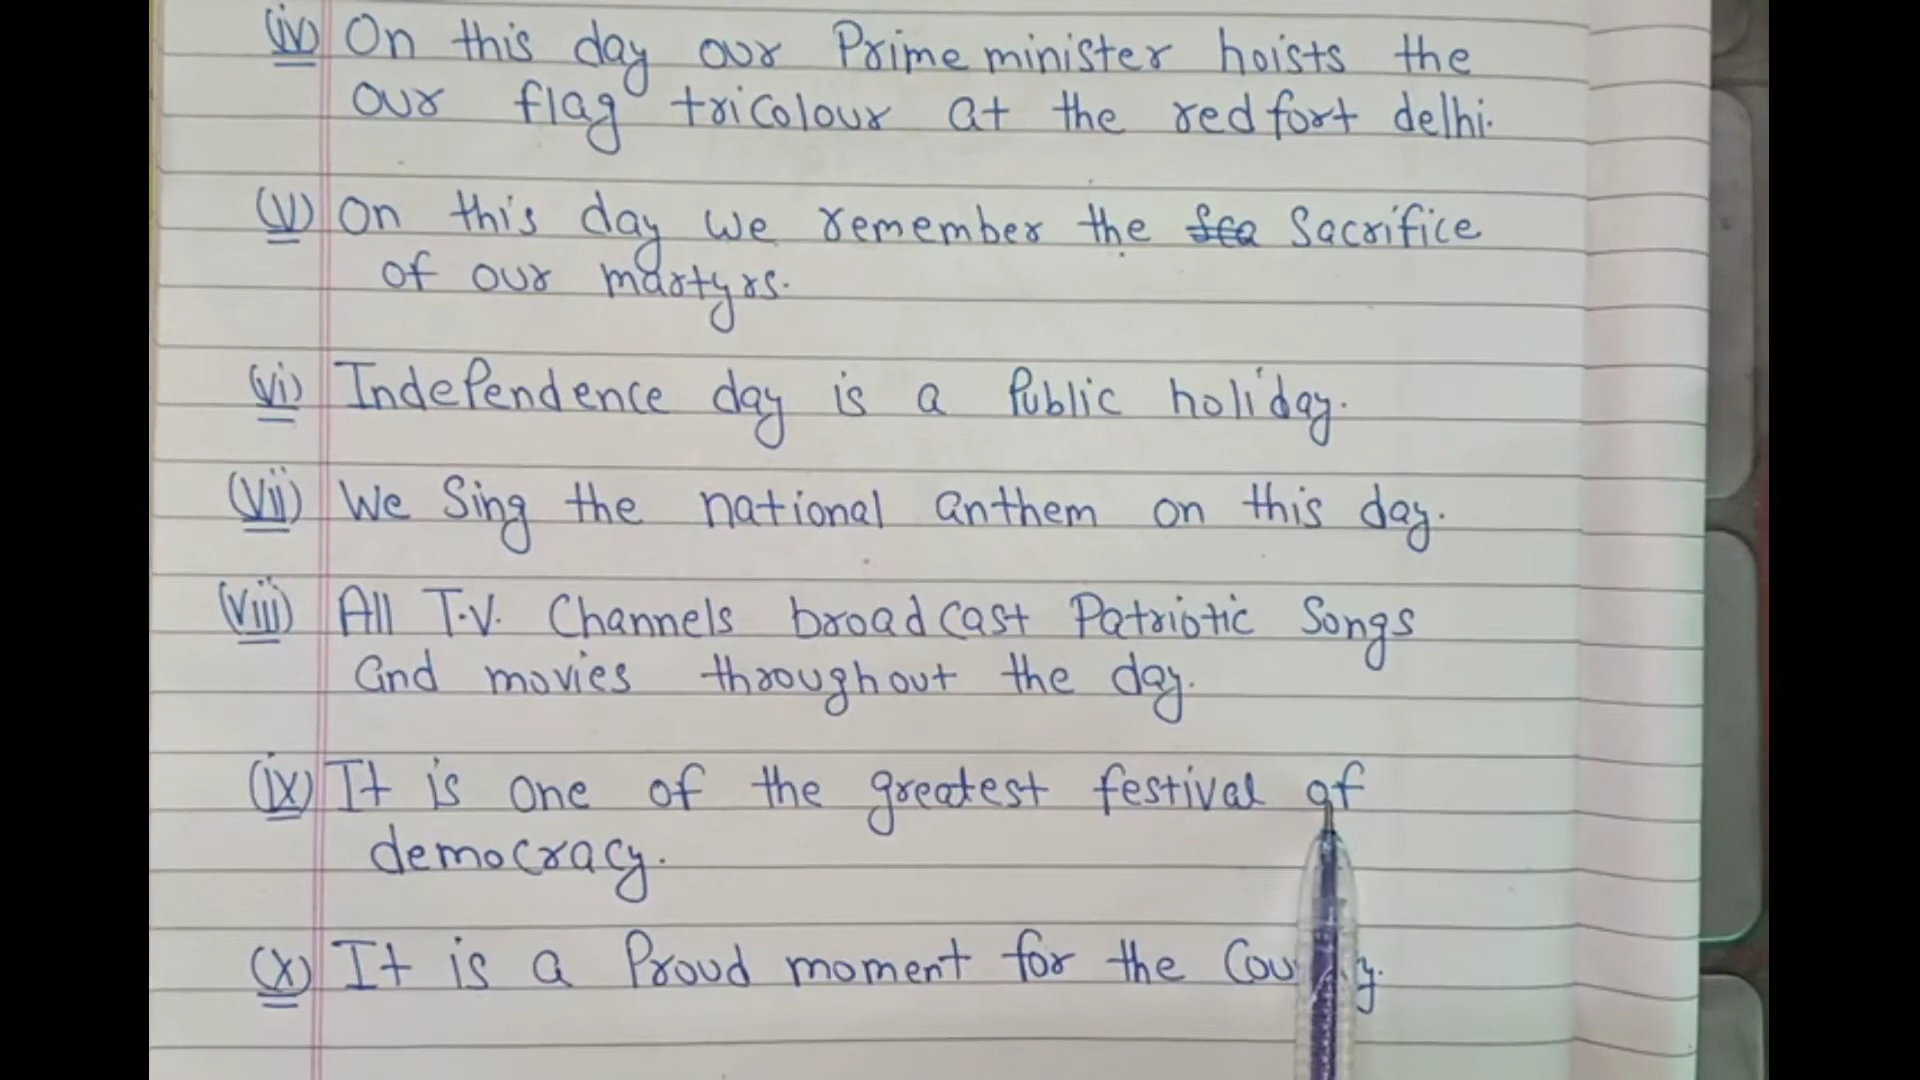 (iv) On this day our Prime minister hoists the
our flag tricolour at the red fort delhi.
(v) On this day we remember the Sacrifice
of our martyrs.
(vi) Independence day is a Public holiday.
(vii) We Sing the national anthem on this day.
(viii) All T.V. Channels broadcast Patriotic Songs
and movies throughout the day.
(ix) It is one of the greatest festival of
democracy.
(x) It is a Proud moment for the